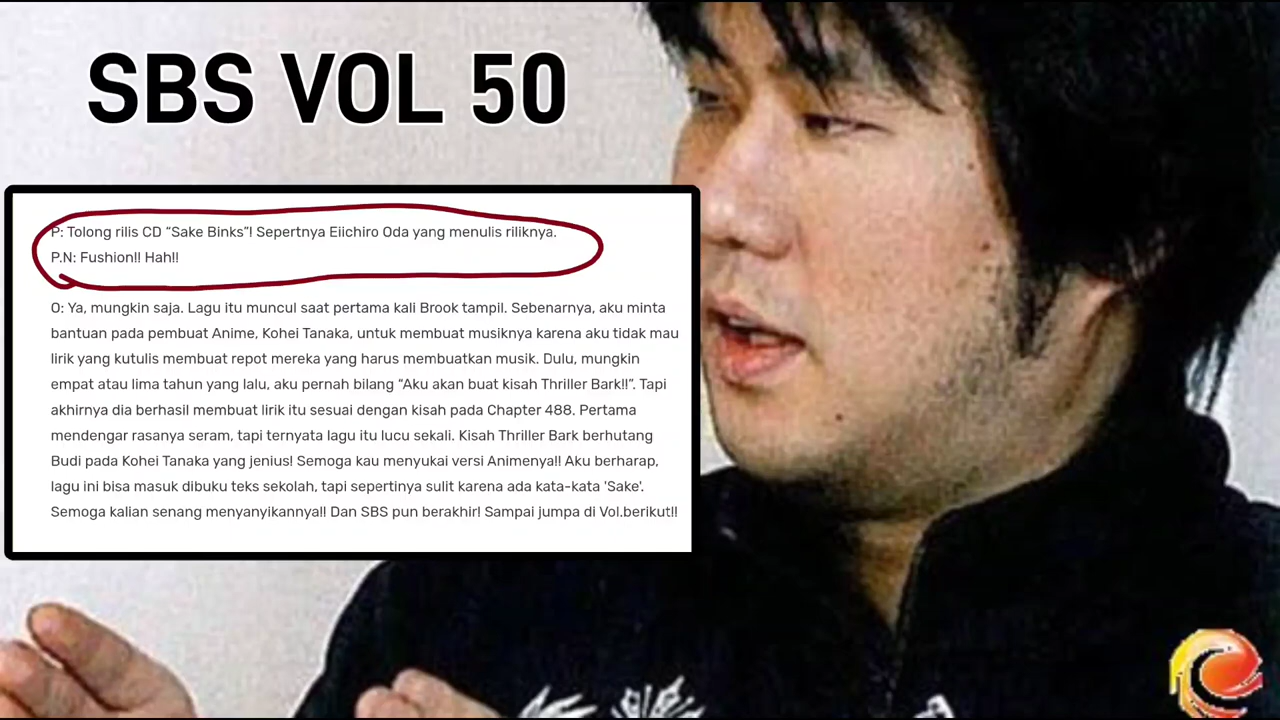 SBS VOL 50
P: Tolong rilis CD “Sake Binks”! Sepertnya Eiichiro Oda yang menulis riliknya.
P.N: Fushion!! Hah!!
O: Ya, mungkin saja. Lagu itu muncul saat pertama kali Brook tampil. Sebenarnya, aku minta
bantuan pada pembuat Anime, Kohei Tanaka, untuk membuat musiknya karena aku tidak mau
lirik yang kutulis membuat repot mereka yang harus membuatkan musik. Dulu, mungkin
empat atau lima tahun yang lalu, aku pernah bilang “Aku akan buat kisah Thriller Bark!!”. Tapi
akhirnya dia berhasil membuat lirik itu sesuai dengan kisah pada Chapter 488. Pertama
mendengar rasanya seram, tapi ternyata lagu itu lucu sekali. Kisah Thriller Bark berhutang
Budi pada Kohei Tanaka yang jenius! Semoga kau menyukai versi Animenya!! Aku berharap,
lagu ini bisa masuk dibuku teks sekolah, tapi sepertinya sulit karena ada kata-kata 'Sake'.
Semoga kalian senang menyanyikannya!! Dan SBS pun berakhir! Sampai jumpa di Vol.berikut!!